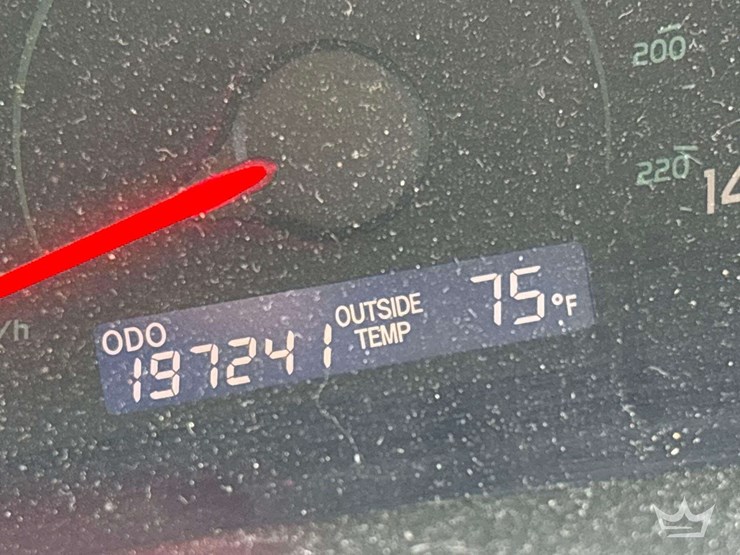 200
220
14
/h
ODO
197241
OUTSIDE
TEMP
75°F